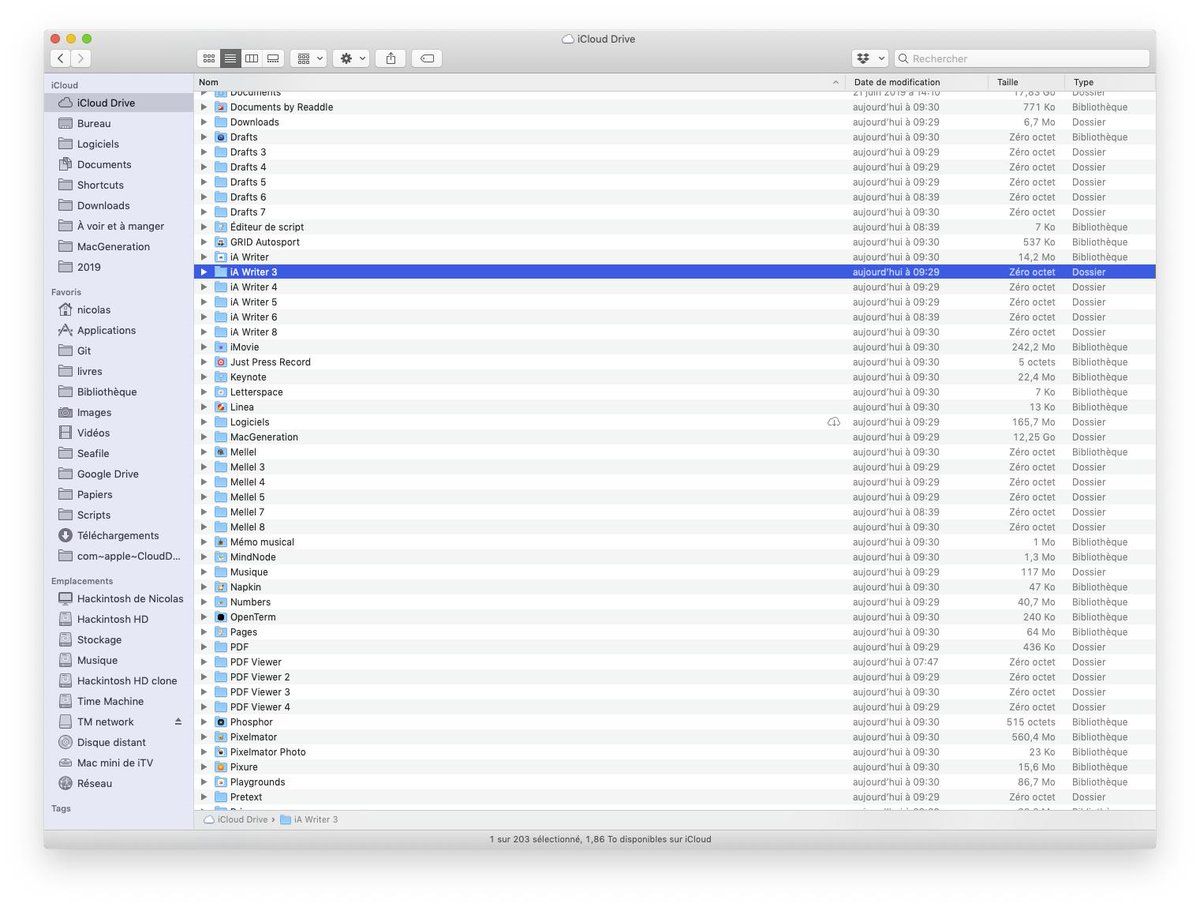 iCloud Drive
Rechercher
iCloud
iCloud Drive
Bureau
Logiciels
Documents
Shortcuts
Downloads
À voir et à manger
MacGeneration
2019
Favoris
nicolas
Applications
Git
livres
Bibliothèque
Images
Vidéos
Seafile
Google Drive
Papiers
Scripts
Téléchargements
com~apple~CloudD...
Emplacements
Hackintosh de Nicolas
Hackintosh HD
Stockage
Musique
Hackintosh HD clone
Time Machine
TM network
Disque distant
Mac mini de iTV
Réseau
Tags
Nom Date de modification Taille Type
Documents 21 juin 2019 à 14:10 17,83 Go Dossier
Documents by Readdle aujourd'hui à 09:30 771 Ko Bibliothèque
Downloads aujourd'hui à 09:29 6,7 Mo Dossier
Drafts aujourd'hui à 09:30 Zéro octet Bibliothèque
Drafts 3 aujourd'hui à 09:29 Zéro octet Dossier
Drafts 4 aujourd'hui à 09:29 Zéro octet Dossier
Drafts 5 aujourd'hui à 09:29 Zéro octet Dossier
Drafts 6 aujourd'hui à 08:39 Zéro octet Dossier
Drafts 7 aujourd'hui à 09:30 Zéro octet Dossier
Éditeur de script aujourd'hui à 08:39 7 Ko Bibliothèque
GRID Autosport aujourd'hui à 09:30 537 Ko Bibliothèque
iA Writer aujourd'hui à 09:30 14,2 Mo Bibliothèque
iA Writer 3 aujourd'hui à 09:29 Zéro octet Dossier
iA Writer 4 aujourd'hui à 09:29 Zéro octet Dossier
iA Writer 5 aujourd'hui à 09:29 Zéro octet Dossier
iA Writer 6 aujourd'hui à 08:39 Zéro octet Dossier
iA Writer 8 aujourd'hui à 09:30 Zéro octet Dossier
iMovie aujourd'hui à 09:30 242,2 Mo Bibliothèque
Just Press Record aujourd'hui à 09:30 5 octets Bibliothèque
Keynote aujourd'hui à 09:30 22,4 Mo Bibliothèque
Letterspace aujourd'hui à 09:30 7 Ko Bibliothèque
Linea aujourd'hui à 09:30 13 Ko Bibliothèque
Logiciels aujourd'hui à 09:29 165,7 Mo Dossier
MacGeneration aujourd'hui à 09:29 12,25 Go Dossier
Mellel aujourd'hui à 09:30 Zéro octet Bibliothèque
Mellel 3 aujourd'hui à 09:29 Zéro octet Dossier
Mellel 4 aujourd'hui à 09:29 Zéro octet Dossier
Mellel 5 aujourd'hui à 09:29 Zéro octet Dossier
Mellel 7 aujourd'hui à 08:39 Zéro octet Dossier
Mellel 8 aujourd'hui à 09:30 Zéro octet Dossier
Mémo musical aujourd'hui à 09:30 1 Mo Bibliothèque
MindNode aujourd'hui à 09:30 1,3 Mo Bibliothèque
Musique aujourd'hui à 09:29 117 Mo Dossier
Napkin aujourd'hui à 09:30 47 Ko Bibliothèque
Numbers aujourd'hui à 09:29 40,7 Mo Bibliothèque
OpenTerm aujourd'hui à 09:30 240 Ko Bibliothèque
Pages aujourd'hui à 09:30 64 Mo Bibliothèque
PDF aujourd'hui à 09:29 436 Ko Dossier
PDF Viewer aujourd'hui à 07:47 Zéro octet Dossier
PDF Viewer 2 aujourd'hui à 09:29 Zéro octet Dossier
PDF Viewer 3 aujourd'hui à 09:30 Zéro octet Dossier
PDF Viewer 4 aujourd'hui à 09:29 Zéro octet Dossier
Phosphor aujourd'hui à 09:30 515 octets Bibliothèque
Pixelmator aujourd'hui à 09:30 560,4 Mo Bibliothèque
Pixelmator Photo aujourd'hui à 09:30 23 Ko Bibliothèque
Pixure aujourd'hui à 09:30 15,6 Mo Bibliothèque
Playgrounds aujourd'hui à 09:30 86,7 Mo Bibliothèque
Pretext aujourd'hui à 09:29 Zéro octet Dossier
iCloud Drive › iA Writer 3
1 sur 203 sélectionné, 1,86 To disponibles sur iCloud